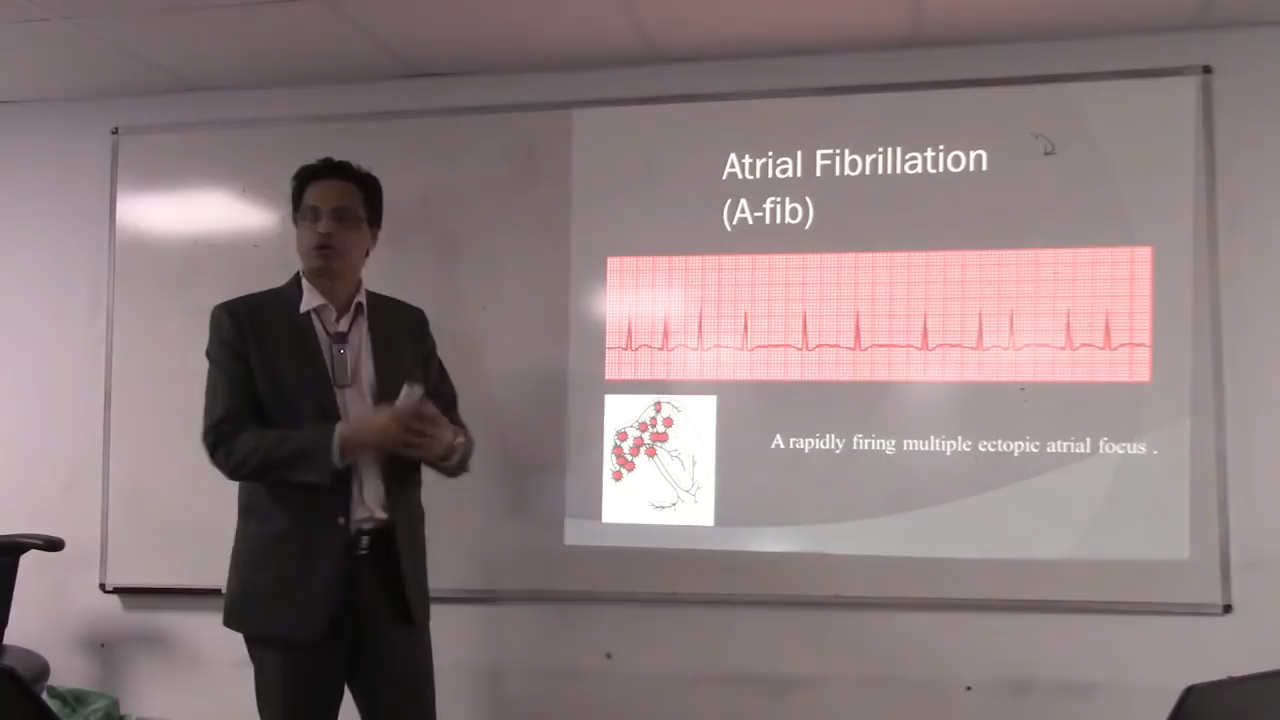 Atrial Fibrillation
(A-fib)
A rapidly firing multiple ectopic atrial focus .